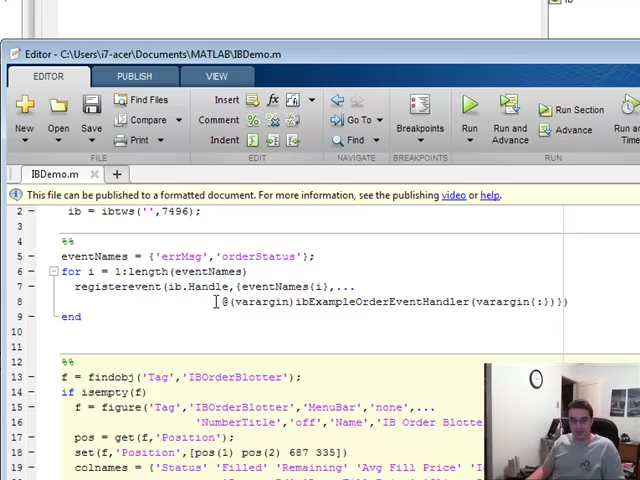 Editor - C:\Users\i7-acer\Documents\MATLAB\IBDemo.m
EDITOR PUBLISH VIEW
New Open Save Find Files Compare Print Insert Comment Indent Go To Find Breakpoints Run Run and Advance Run Section Advance Run and
FILE EDIT NAVIGATE BREAKPOINTS RUN
IBDemo.m
This file can be published to a formatted document. For more information, see the publishing video or help.
2 ib = ibtws('',7496);
3
4 %%
5 eventNames = {'errMsg','orderStatus'};
6 for i = 1:length(eventNames)
7 registerevent(ib.Handle,{eventNames{i},...
8 @(varargin)ibExampleOrderEventHandler(varargin{:})})
9 end
10
11
12 %%
13 f = findobj('Tag','IBOrderBlotter');
14 if isempty(f)
15 f = figure('Tag','IBOrderBlotter','MenuBar','none',...
16 'NumberTitle','off','Name','IB Order Blott
17 pos = get(f,'Position');
18 set(f,'Position',[pos(1) pos(2) 687 335])
19 colnames = {'Status' 'Filled' 'Remaining' 'Avg Fill Price'